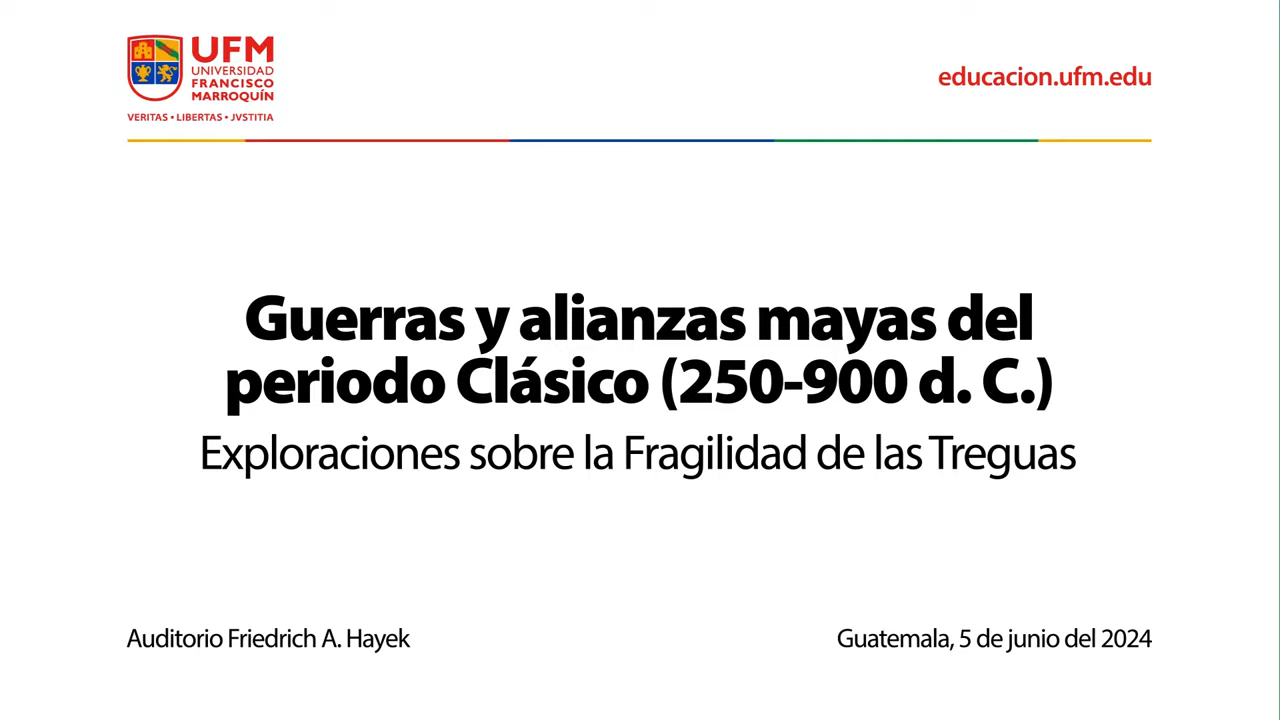 UFM
UNIVERSIDAD
FRANCISCO
MARROQUÍN
VERITAS • LIBERTAS • JVSTITIA
educacion.ufm.edu
Guerras y alianzas mayas del
periodo Clásico (250-900 d. C.)
Exploraciones sobre la Fragilidad de las Treguas
Auditorio Friedrich A. Hayek
Guatemala, 5 de junio del 2024